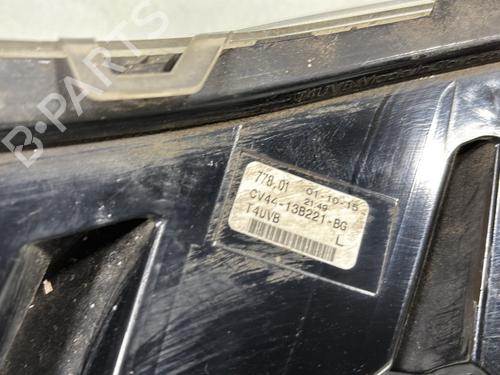 B-PARTS
778.01 01-10-15
21:49
CV44-13B221-BG
T4UVB L